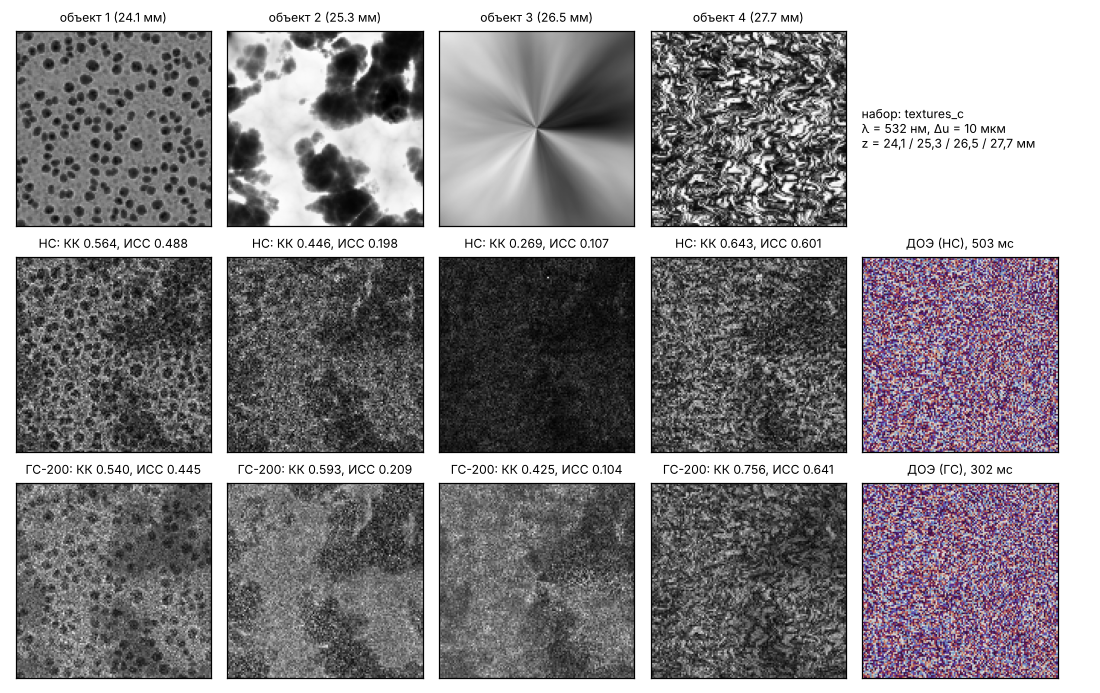 объект 1 (24.1 мм)
объект 2 (25.3 мм)
объект 3 (26.5 мм)
объект 4 (27.7 мм)
набор: textures_c
λ = 532 нм, Δu = 10 мкм
z = 24,1 / 25,3 / 26,5 / 27,7 мм
НС: КК 0.564, ИСС 0.488
НС: КК 0.446, ИСС 0.198
НС: КК 0.269, ИСС 0.107
НС: КК 0.643, ИСС 0.601
ДОЭ (НС), 503 мс
ГС-200: КК 0.540, ИСС 0.445
ГС-200: КК 0.593, ИСС 0.209
ГС-200: КК 0.425, ИСС 0.104
ГС-200: КК 0.756, ИСС 0.641
ДОЭ (ГС), 302 мс